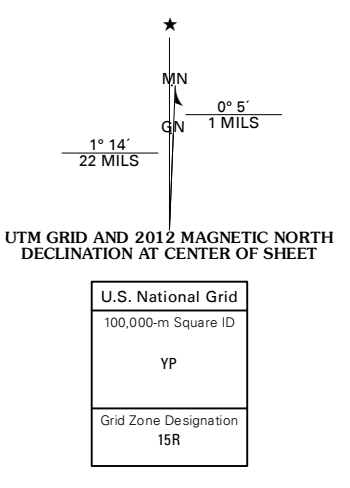 ★
MN
0° 5´
1 MILS
GN
1° 14´
22 MILS
UTM GRID AND 2012 MAGNETIC NORTH
DECLINATION AT CENTER OF SHEET
U.S. National Grid
100,000-m Square ID
YP
Grid Zone Designation
15R